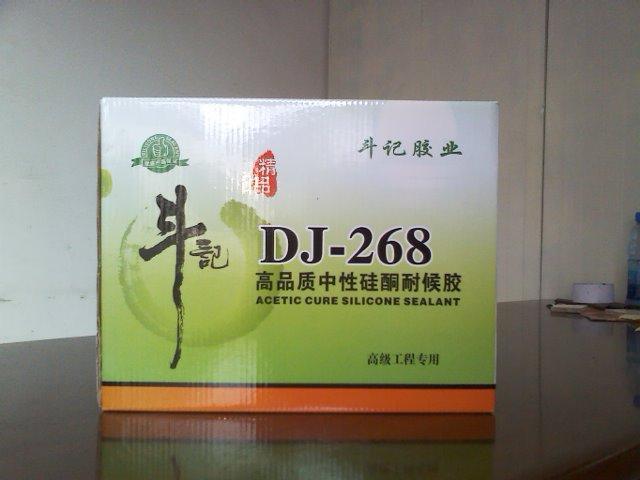 斗记胶业
精品
斗记
DJ-268
高品质中性硅酮耐候胶
ACETIC CURE SILICONE SEALANT
高级工程专用